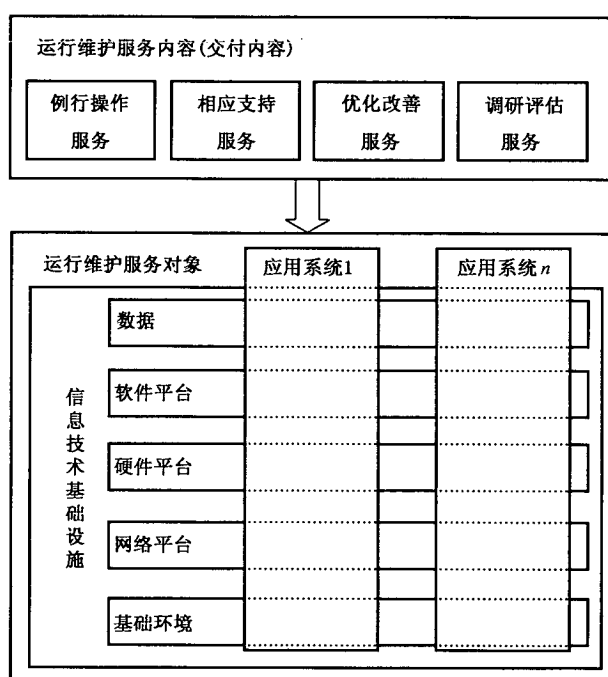 运行维护服务内容(交付内容)
例行操作
服务
相应支持
服务
优化改善
服务
调研评估
服务
运行维护服务对象
应用系统1
应用系统n
信息技术基础设施
数据
软件平台
硬件平台
网络平台
基础环境